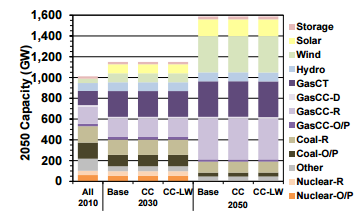 2050 Capacity (GW)
1,600
1,400
1,200
1,000
800
600
400
200
0
All Base CC CC-LW Base CC CC-LW
2010 2030 2050
Storage
Solar
Wind
Hydro
GasCT
GasCC-D
GasCC-R
GasCC-O/P
Coal-R
Coal-O/P
Other
Nuclear-R
Nuclear-O/P